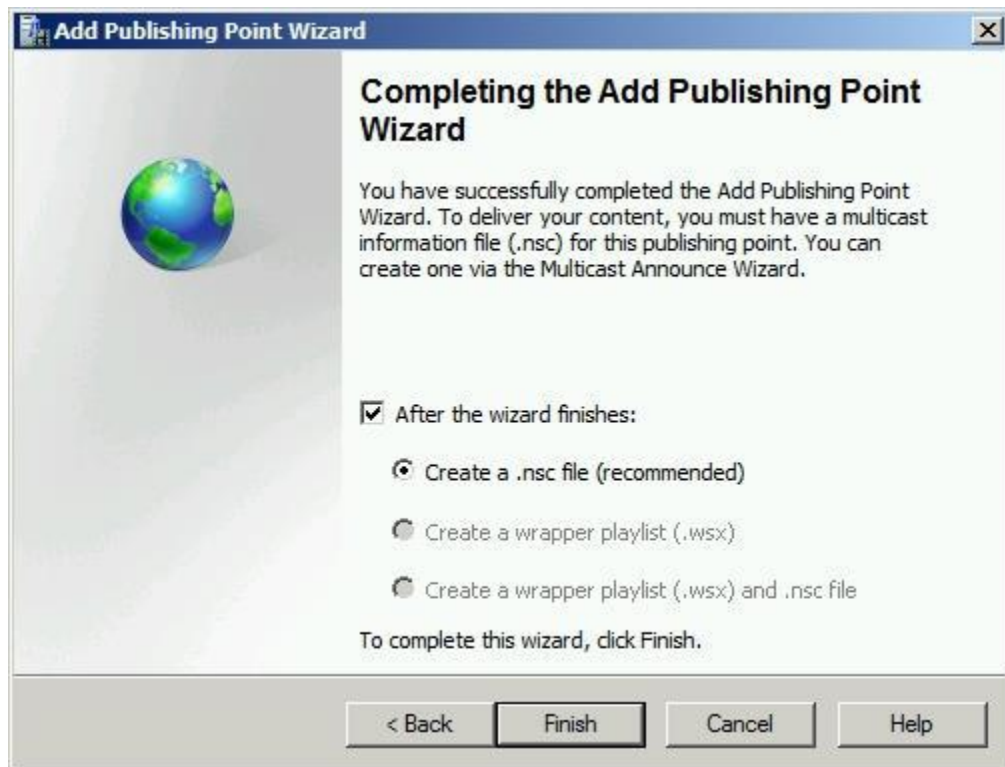 Add Publishing Point Wizard
Completing the Add Publishing Point
Wizard
You have successfully completed the Add Publishing Point
Wizard. To deliver your content, you must have a multicast
information file (.nsc) for this publishing point. You can
create one via the Multicast Announce Wizard.
After the wizard finishes:
Create a .nsc file (recommended)
Create a wrapper playlist (.wsx)
Create a wrapper playlist (.wsx) and .nsc file
To complete this wizard, click Finish.
< Back Finish Cancel Help